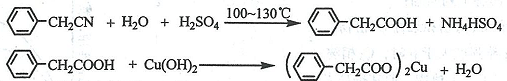 —CH₂CN + H₂O + H₂SO₄ 100~130℃ —CH₂COOH + NH₄HSO₄
—CH₂COOH + Cu(OH)₂ (—CH₂COO)₂Cu + H₂O